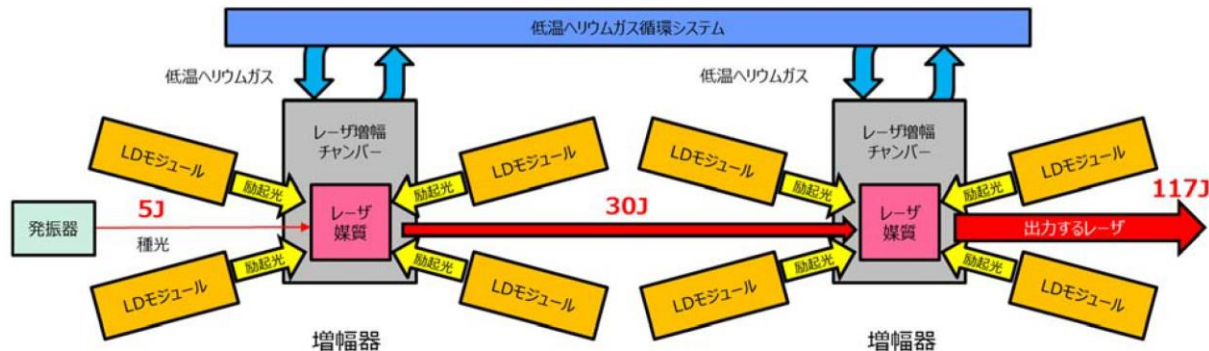 低温ヘリウムガス循環システム
低温ヘリウムガス
低温ヘリウムガス
レーザ増幅
チャンバー
レーザ増幅
チャンバー
LDモジュール
LDモジュール
LDモジュール
LDモジュール
励起光
励起光
励起光
励起光
発振器
5J
種光
レーザ
媒質
30J
レーザ
媒質
117J
出力するレーザ
励起光
励起光
励起光
励起光
LDモジュール
LDモジュール
LDモジュール
LDモジュール
増幅器
増幅器